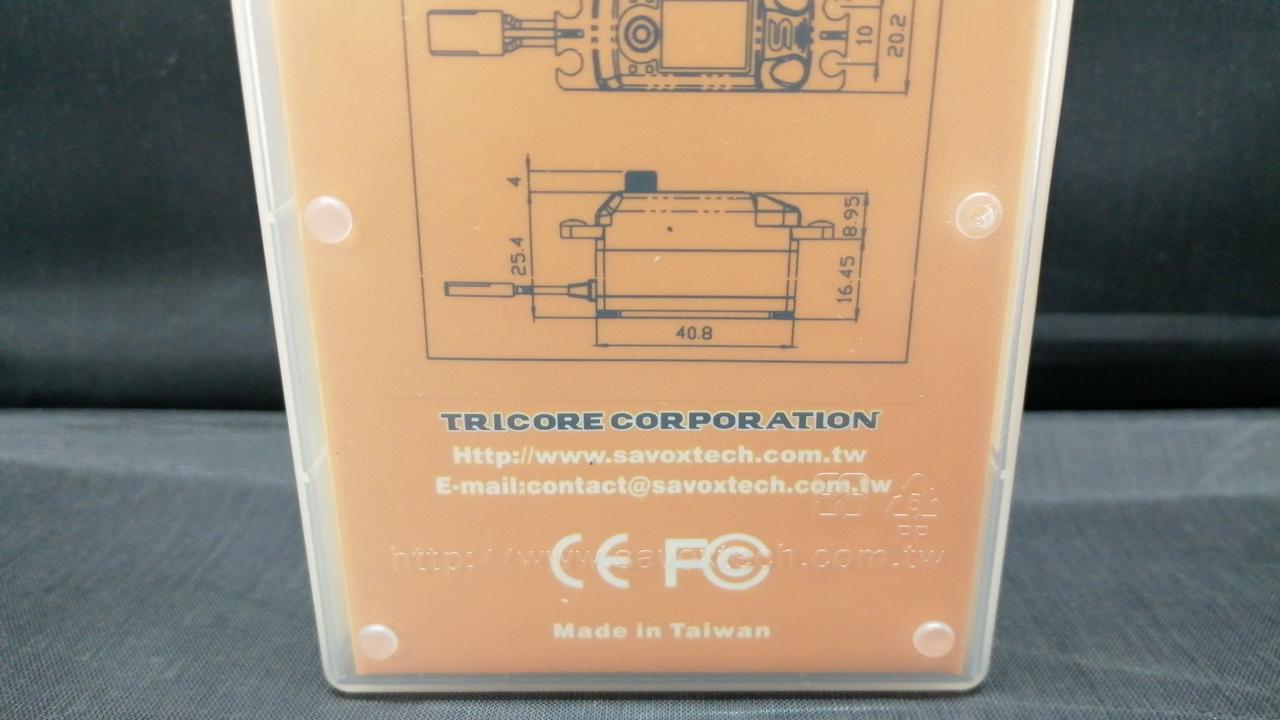 10
20.2
4
25.4
8.95
16.45
40.8
TRICORE CORPORATION
Http://www.savoxtech.com.tw
E-mail:contact@savoxtech.com.tw
5
PP
http://www.savoxtech.com.tw
CE FC
Made in Taiwan